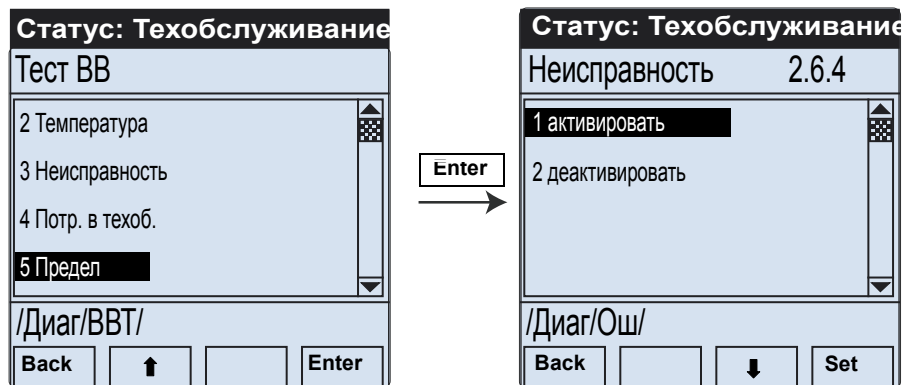 Статус: Техобслуживание
Тест ВВ
2 Температура
3 Неисправность
4 Потр. в техоб.
5 Предел
/Диаг/ВВТ/
Back Enter
Enter
Статус: Техобслуживание
Неисправность 2.6.4
1 активировать
2 деактивировать
/Диаг/Ош/
Back Set